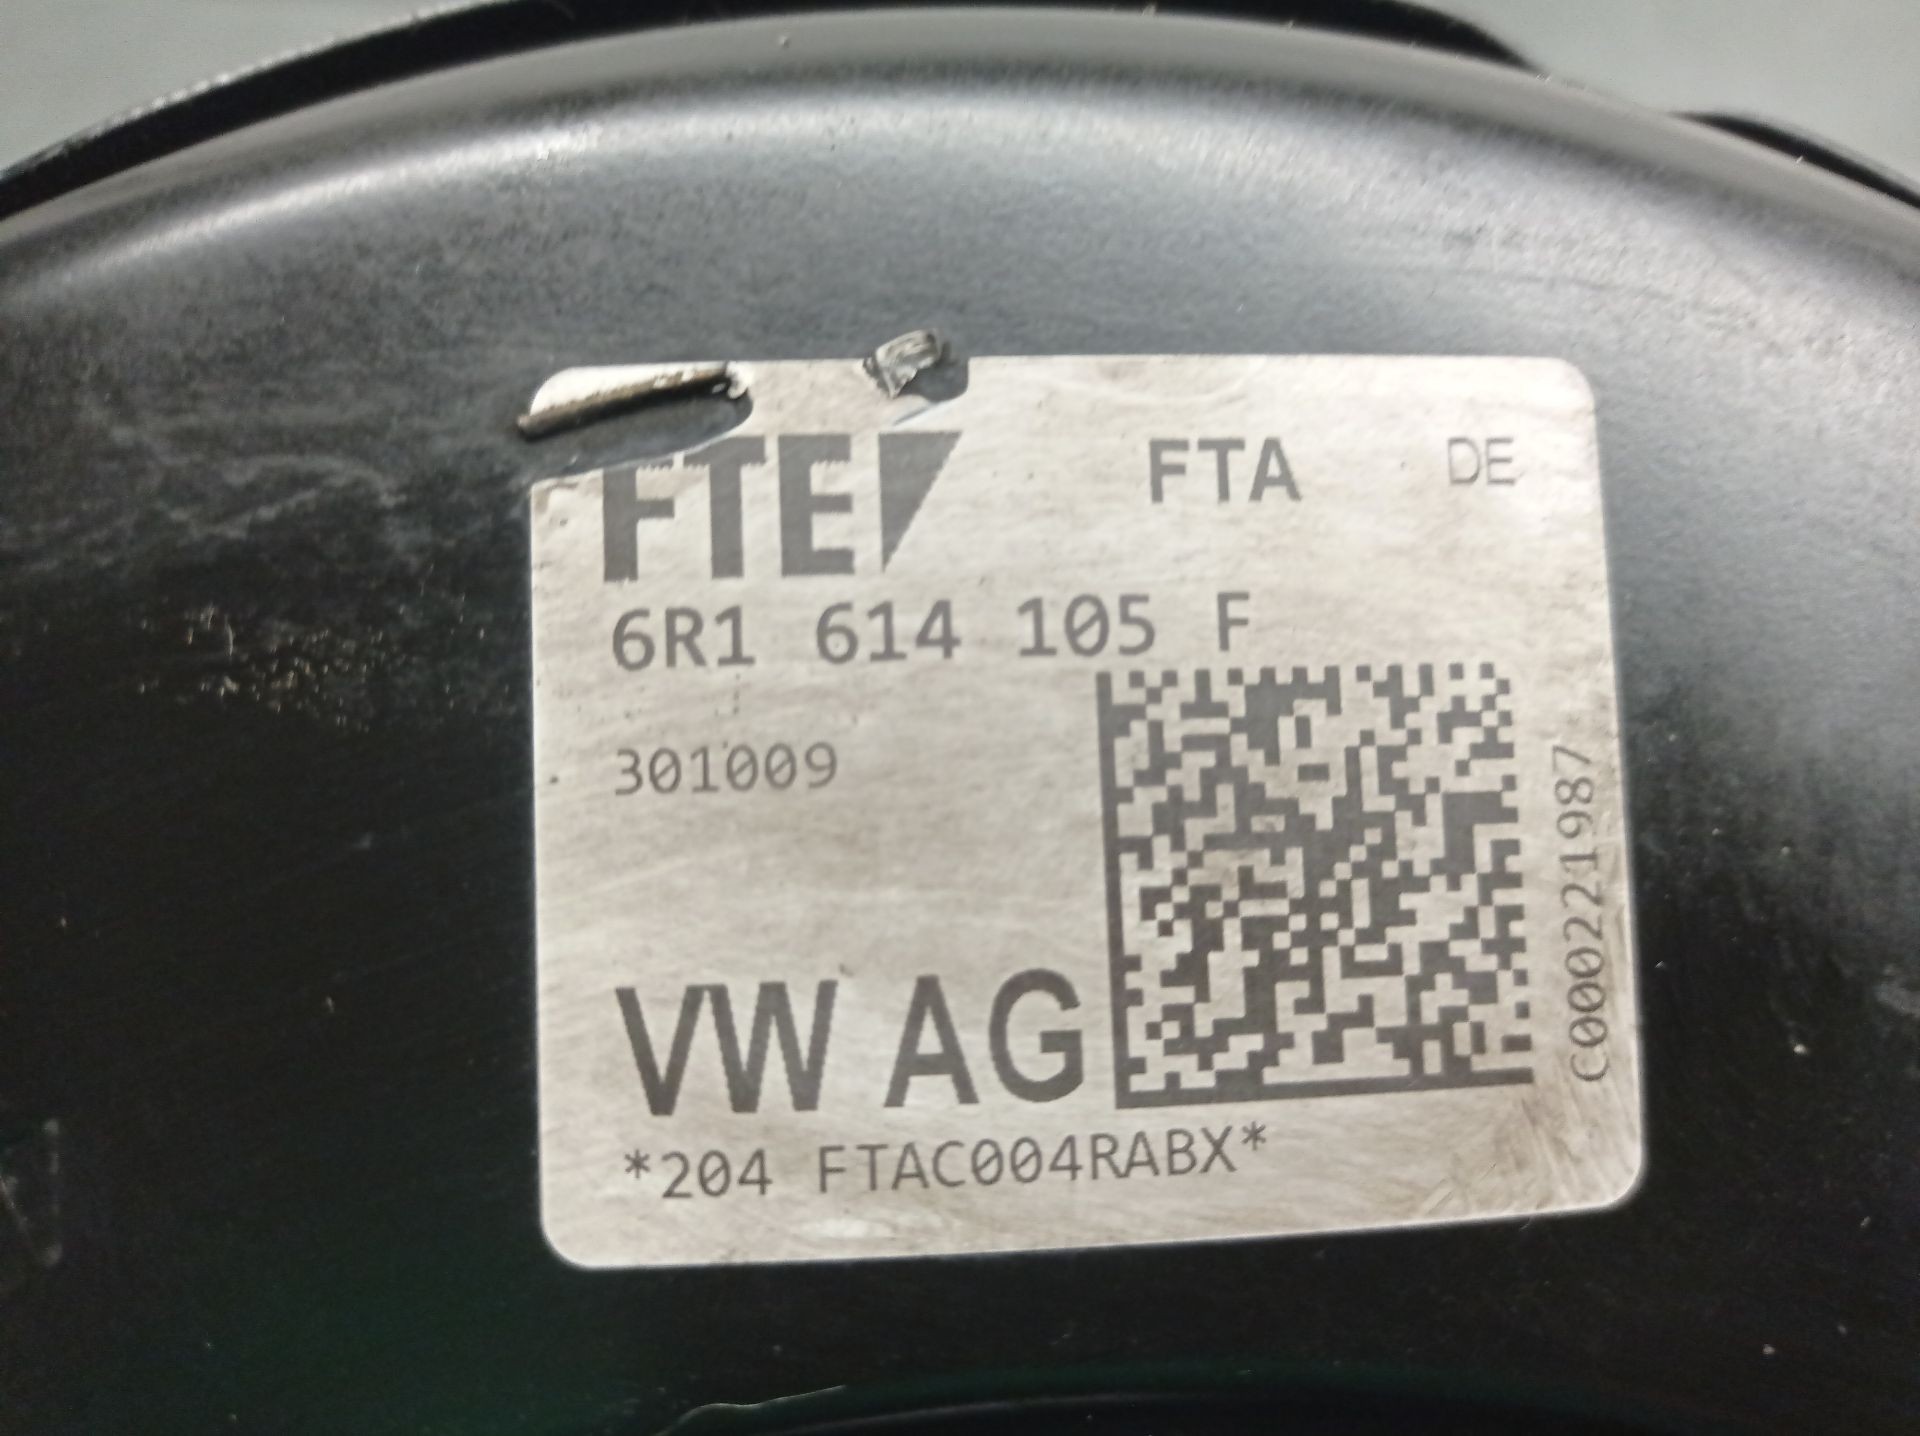 FTE
FTA DE
6R1 614 105 F
301009
VW AG
*204 FTAC004RABX*
C000221987